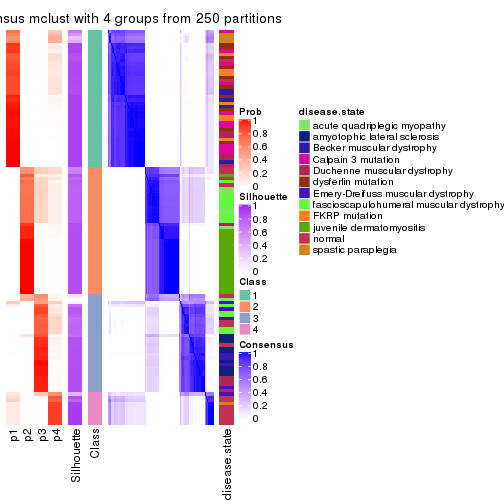 nsus mclust with 4 groups from 250 partitions
Prob
1
0.8
0.6
0.4
0.2
0
Silhouette
1
0.8
0.6
0.4
0.2
0
Class
1
2
3
4
Consensus
1
0.8
0.6
0.4
0.2
0
disease.state
acute quadriplegic myopathy
amyotophic lateral sclerosis
Becker muscular dystrophy
Calpain 3 mutation
Duchenne muscular dystrophy
dysferlin mutation
Emery-Dreifuss muscular dystrophy
fascioscapulohumeral muscular dystrophy
FKRP mutation
juvenile dermatomyositis
normal
spastic paraplegia
p1
p2
p3
p4
Silhouette
Class
disease.state